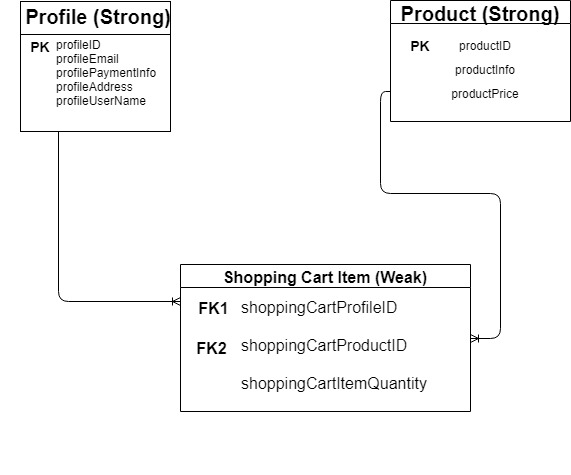 Profile (Strong)
PK profileID
profileEmail
profilePaymentInfo
profileAddress
profileUserName
Product (Strong)
PK productID
productInfo
productPrice
Shopping Cart Item (Weak)
FK1 shoppingCartProfileID
FK2 shoppingCartProductID
shoppingCartItemQuantity